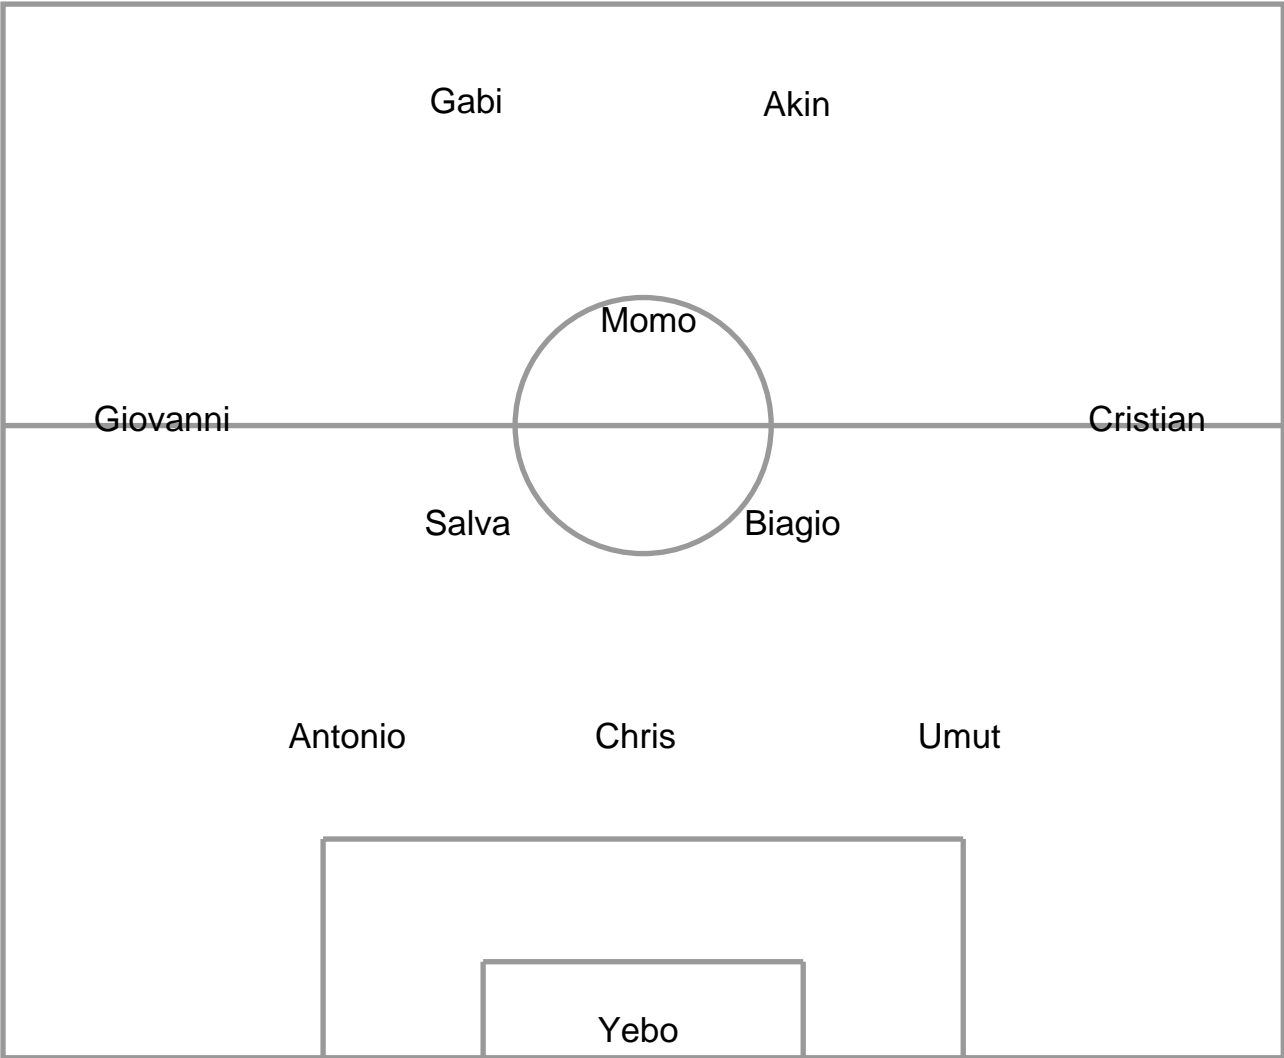 Gabi Akin
Momo
Giovanni Cristian
Salva Biagio
Antonio Chris Umut
Yebo